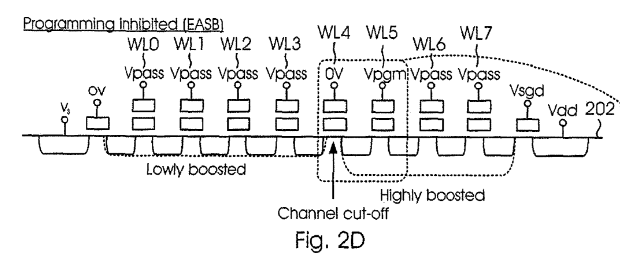 Programming inhibited (EASB)
WL0 WL1 WL2 WL3 WL4 WL5 WL6 WL7
Vpass Vpass Vpass Vpass 0V Vpgm Vpass Vpass
Vs 0V Vsgd Vdd 202
Lowly boosted
Highly boosted
Channel cut-off
Fig. 2D